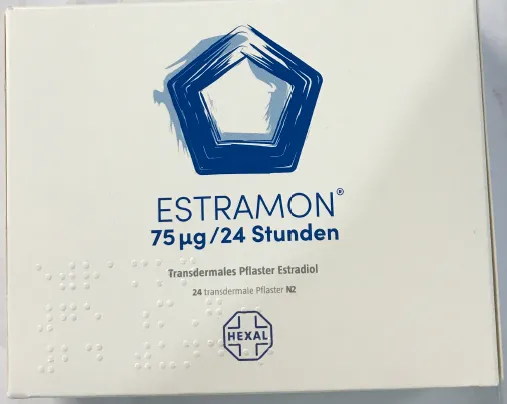 ESTRAMON®
75 µg/24 Stunden
Transdermales Pflaster Estradiol
24 transdermale Pflaster N2
HEXAL